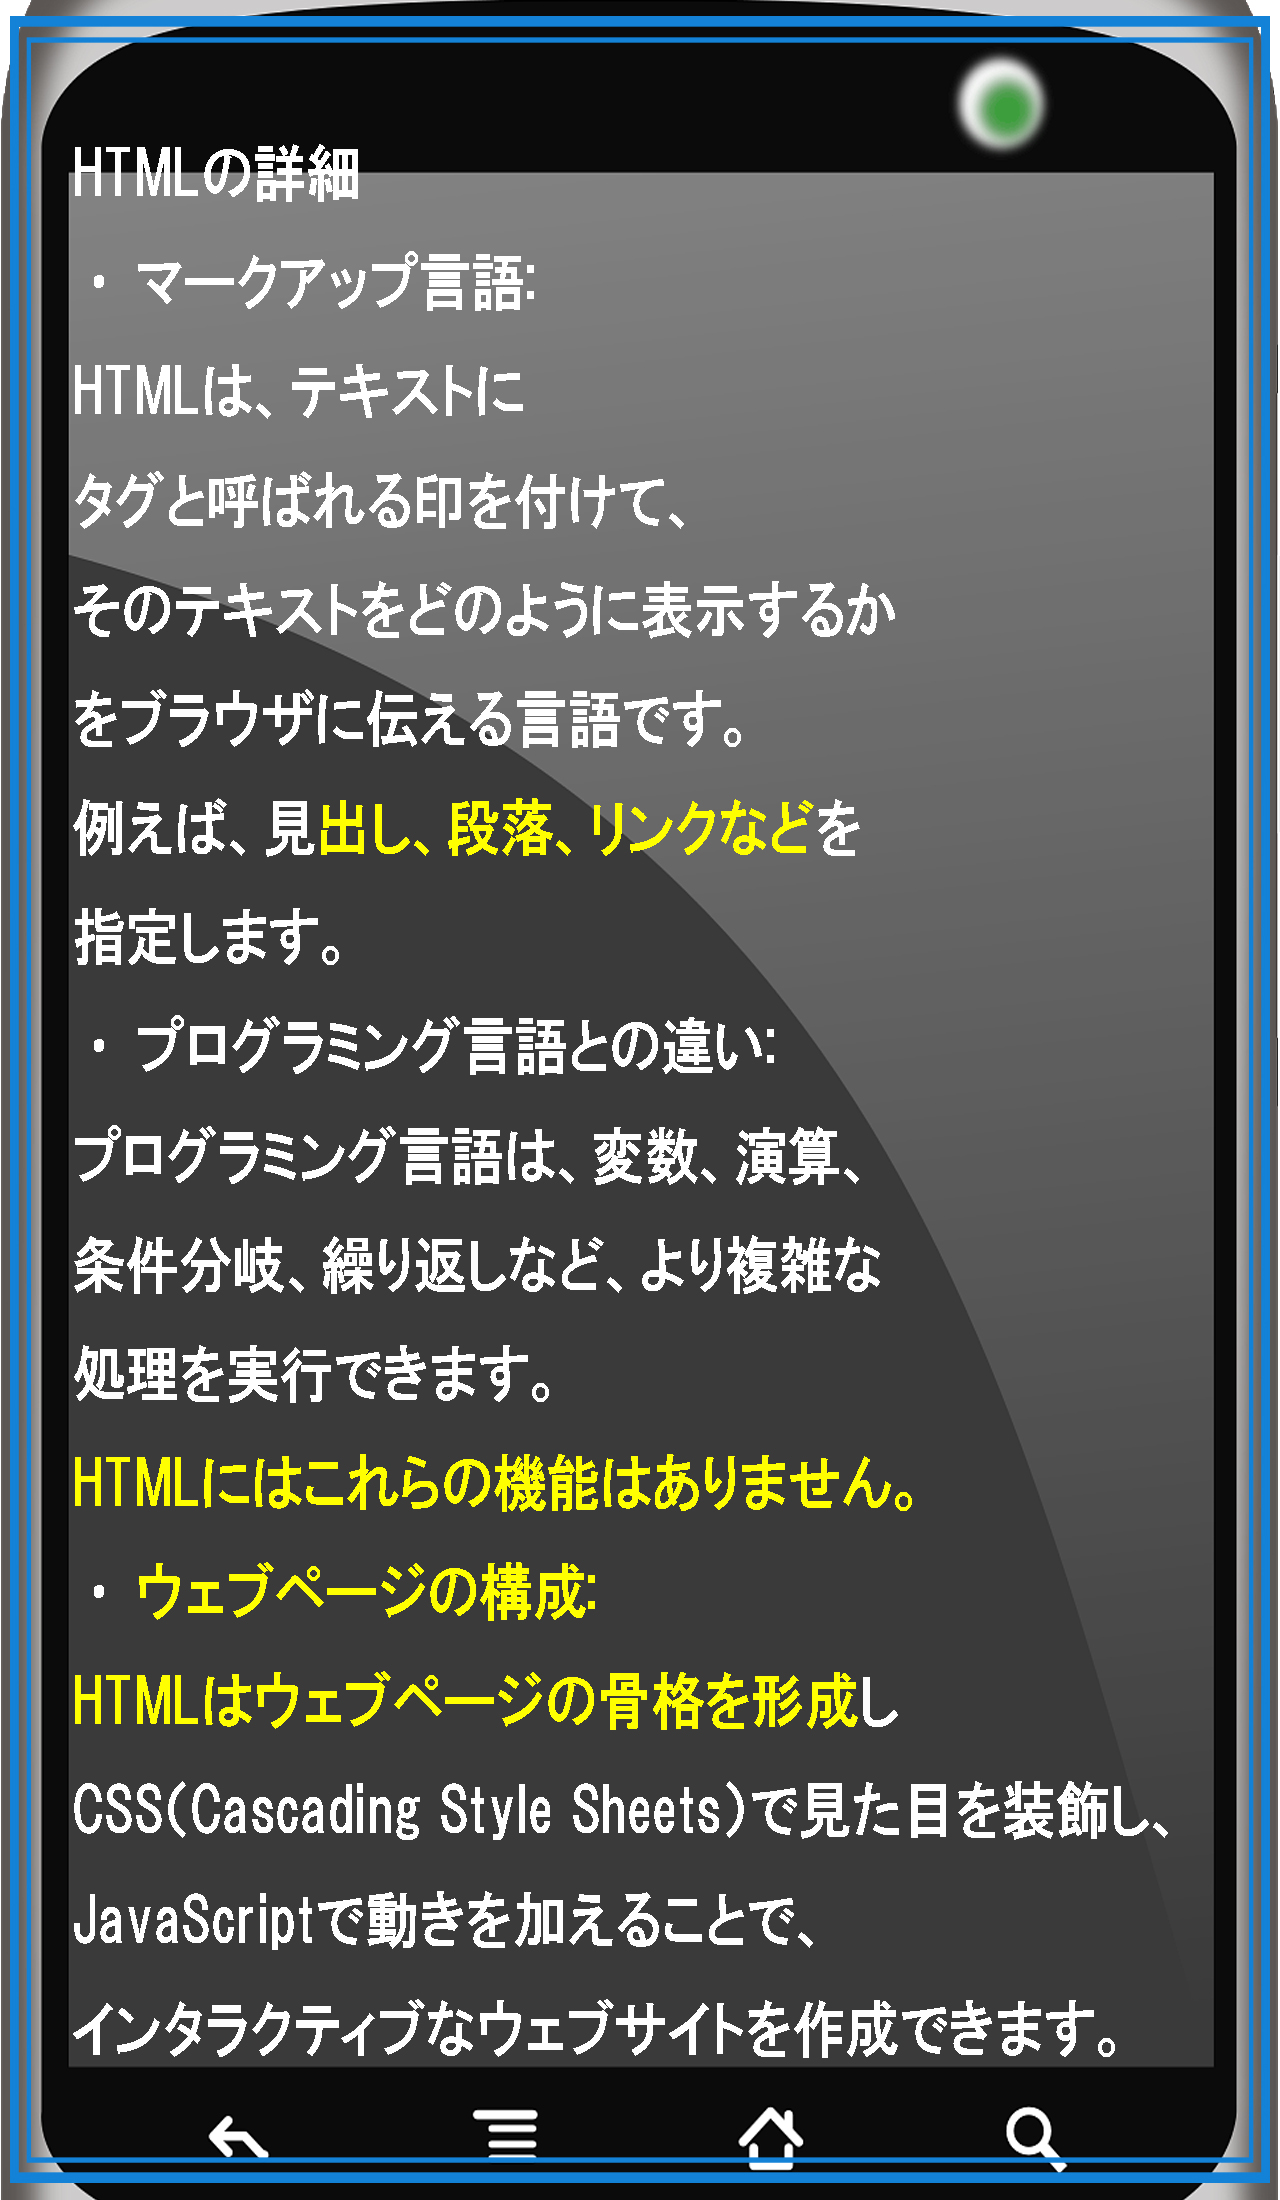 HTMLの詳細
・マークアップ言語:
HTMLは、テキストに
タグと呼ばれる印を付けて、
そのテキストをどのように表示するか
をブラウザに伝える言語です。
例えば、見出し、段落、リンクなどを
指定します。
・プログラミング言語との違い:
プログラミング言語は、変数、演算、
条件分岐、繰り返しなど、より複雑な
処理を実行できます。
HTMLにはこれらの機能はありません。
・ウェブページの構成:
HTMLはウェブページの骨格を形成し
CSS(Cascading Style Sheets)で見た目を装飾し、
JavaScriptで動きを加えることで、
インタラクティブなウェブサイトを作成できます。